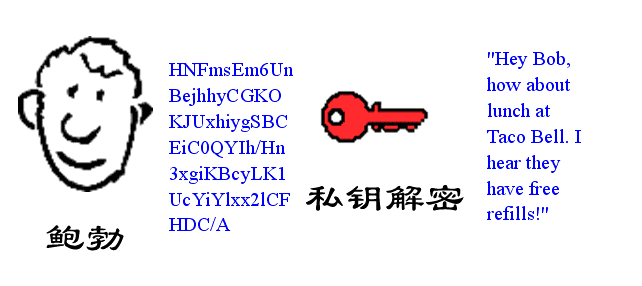 鲍勃
HNFmsEm6Un
BejhhyCGKO
KJUxhiygSBC
EiC0QYIh/Hn
3xgiKBcyLK1
UcYiYlxx2lCF
HDC/A
私钥解密
"Hey Bob,
how about
lunch at
Taco Bell. I
hear they
have free
refills!"